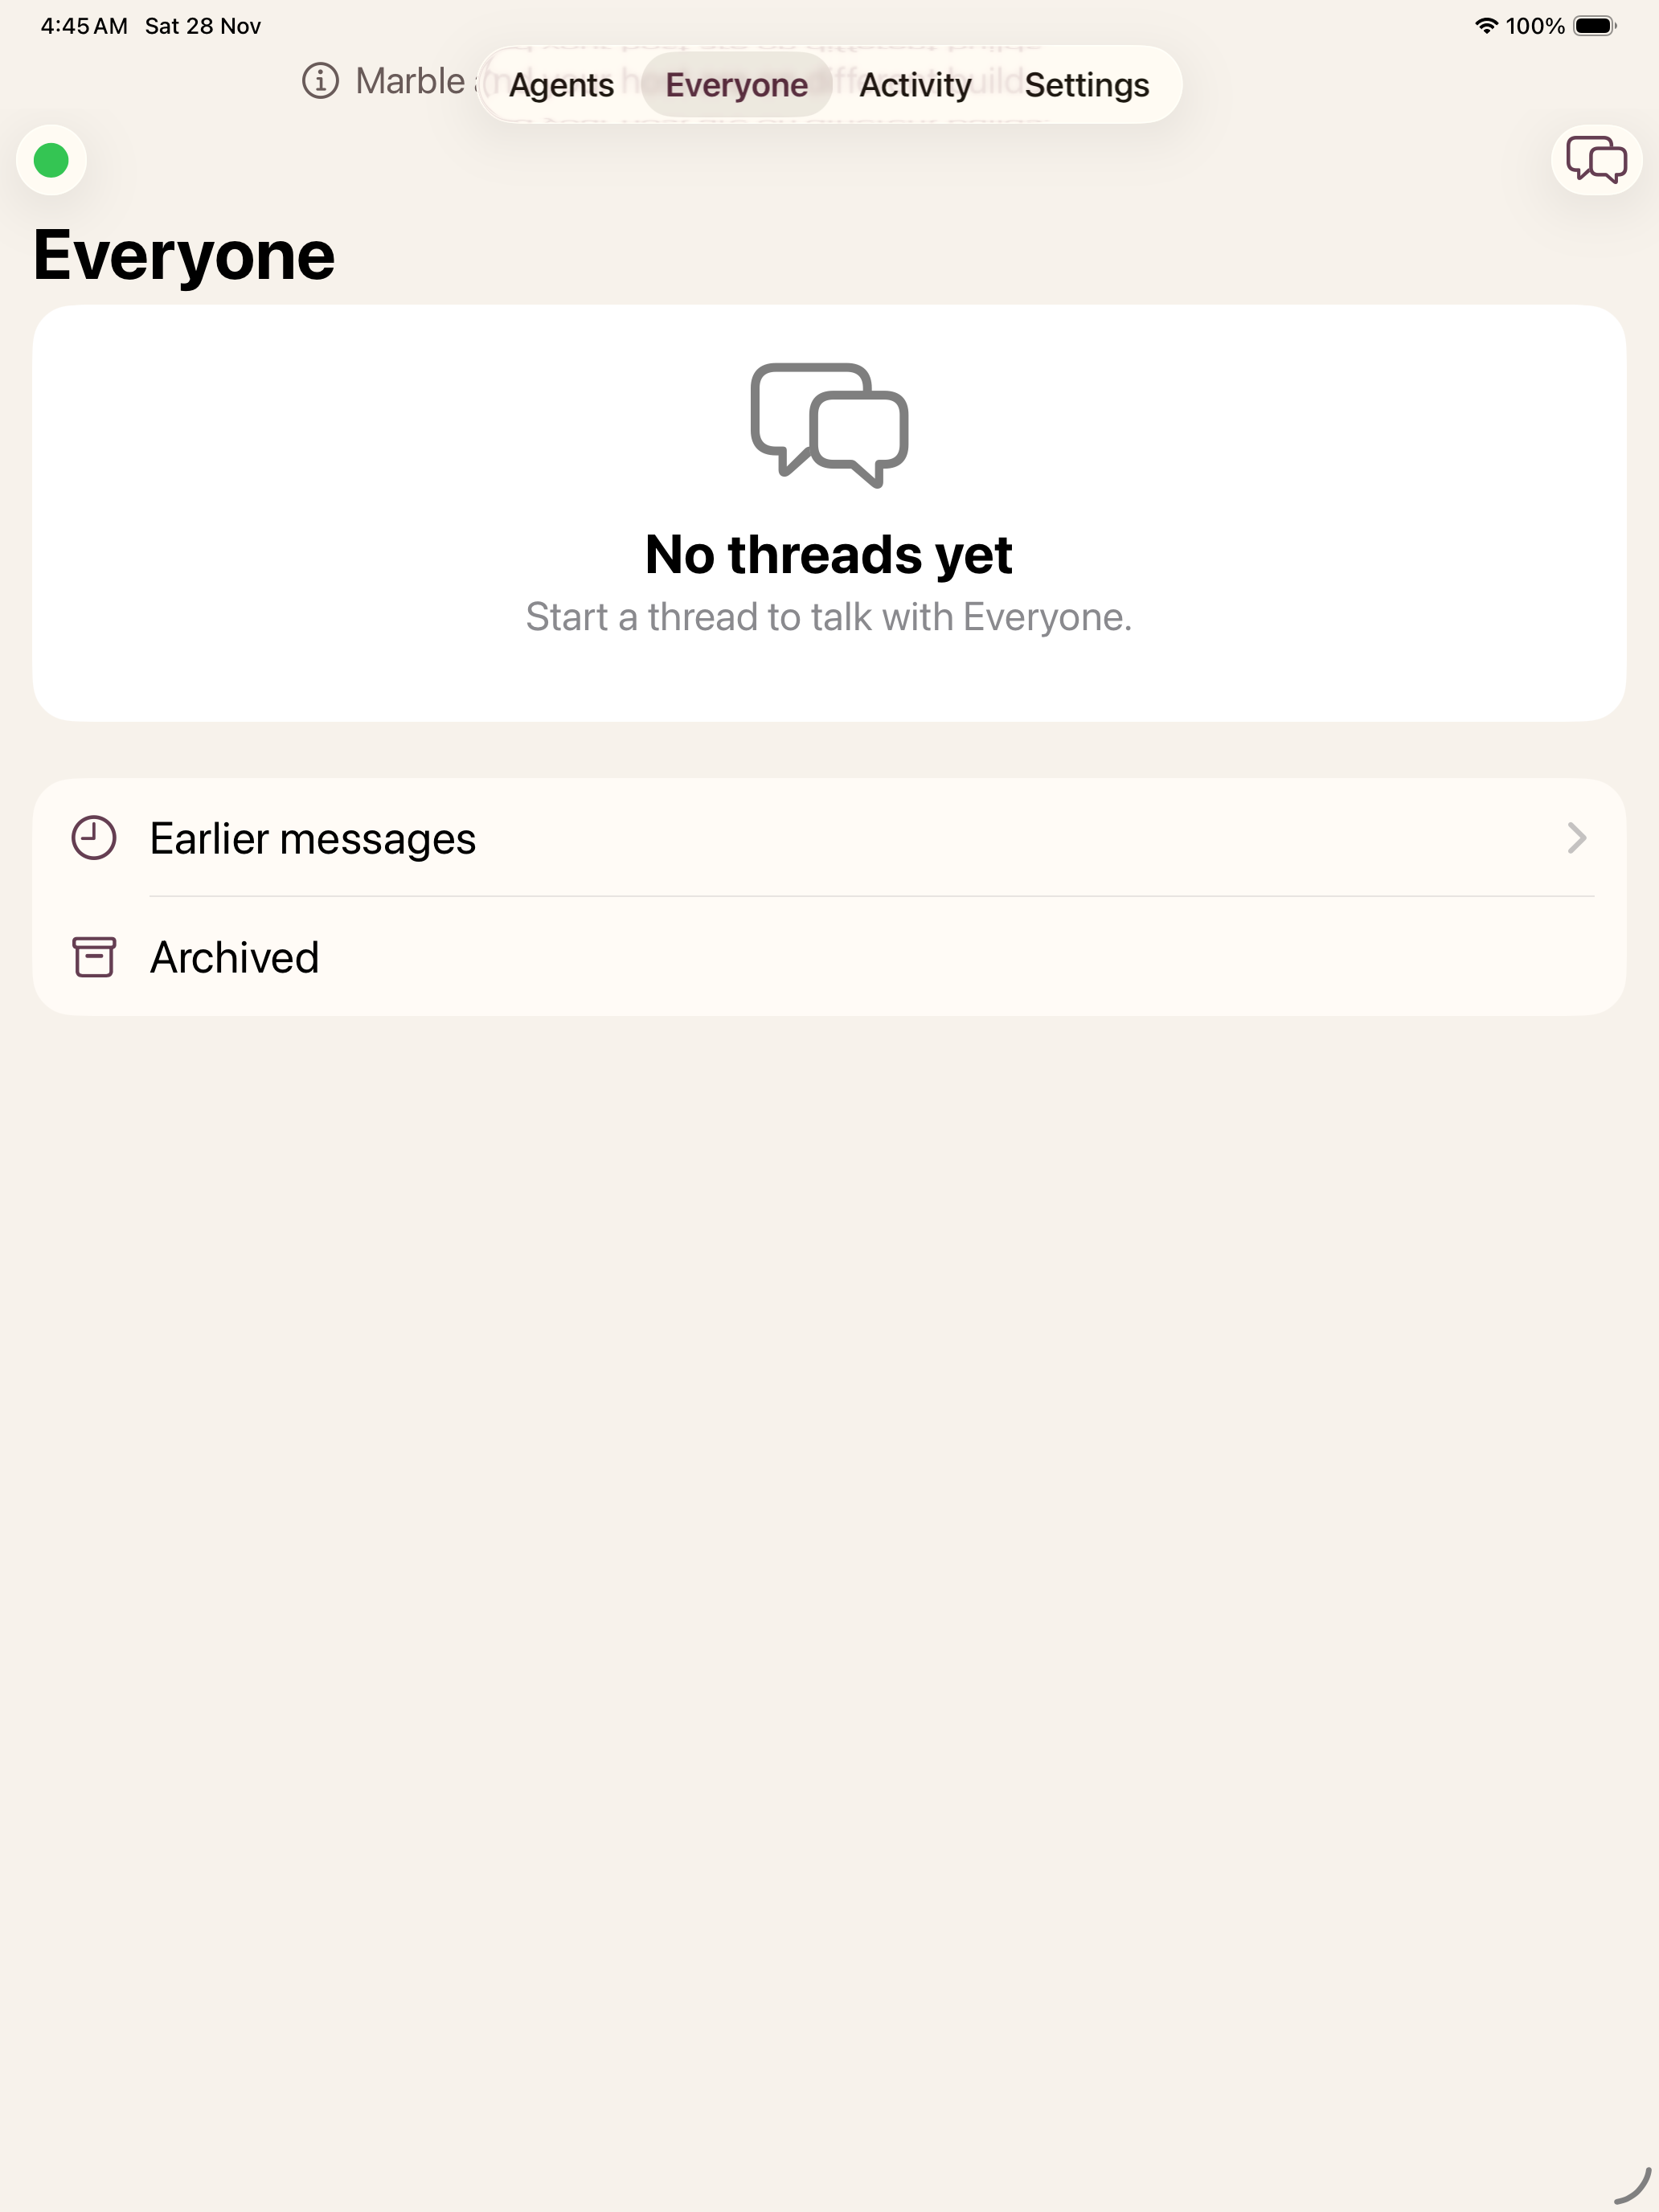 4:45 AM Sat 28 Nov
100%
Marble
Agents
Everyone
Activity
Settings
Everyone
No threads yet
Start a thread to talk with Everyone.
Earlier messages
Archived